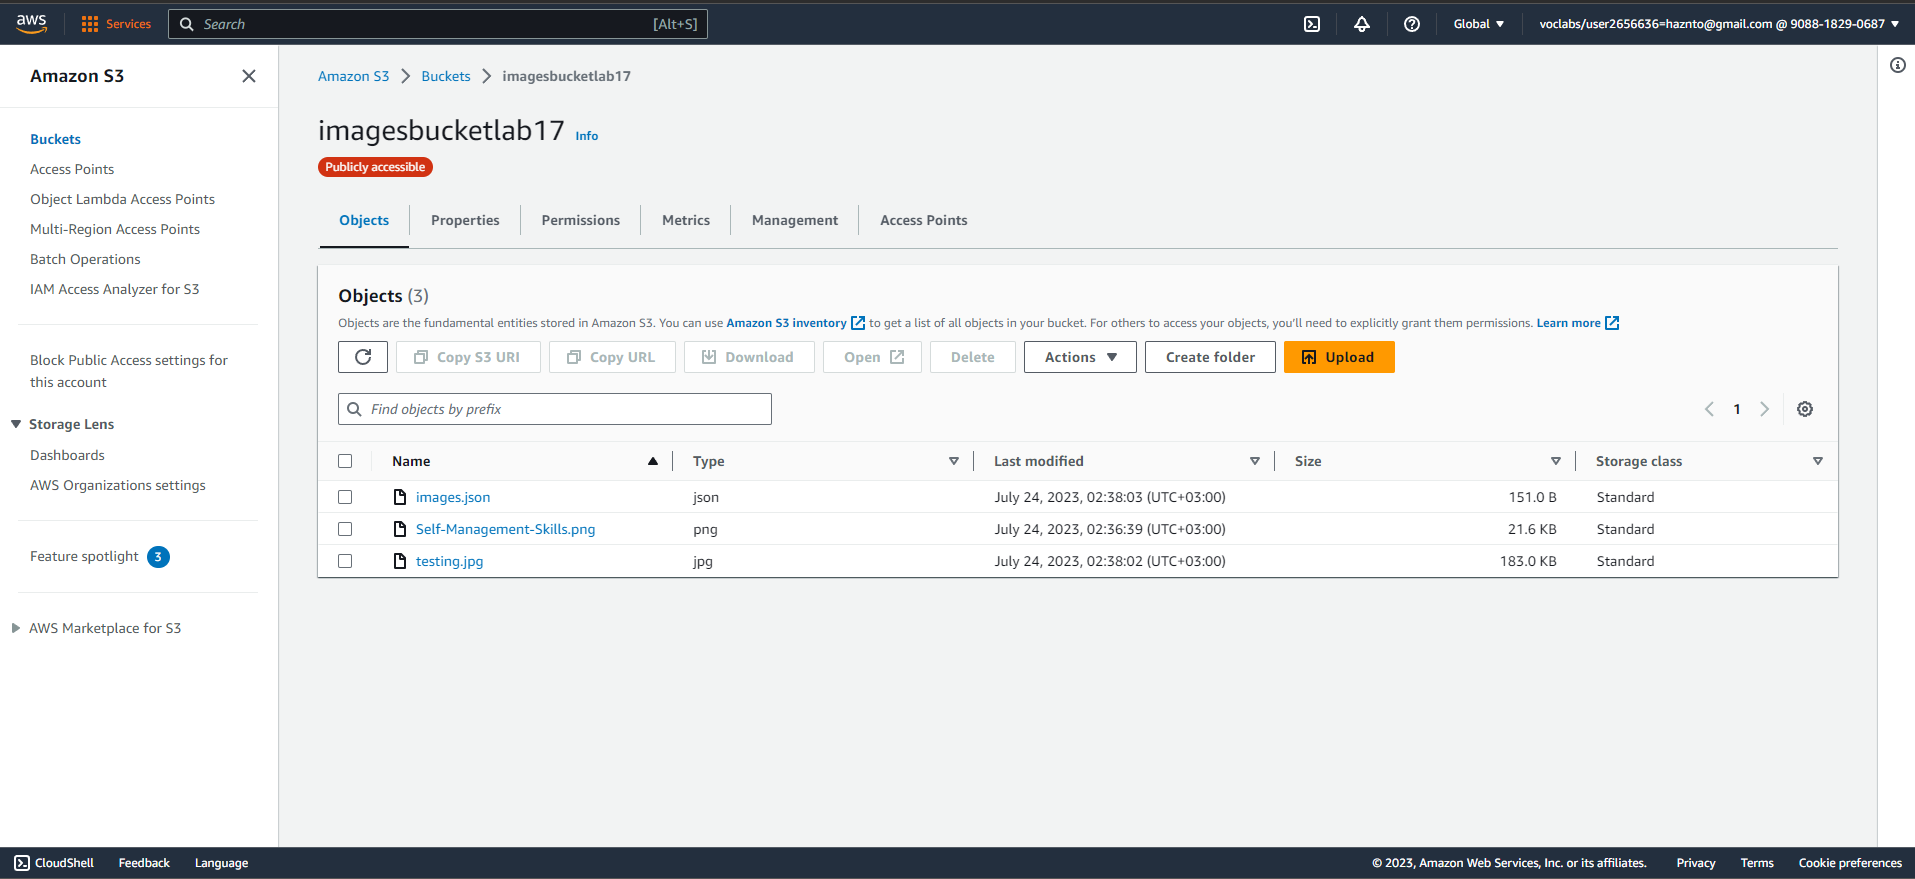 aws Services Search [Alt+S] Global voclabs/user2656636=haznto@gmail.com @ 9088-1829-0687
Amazon S3
Buckets
Access Points
Object Lambda Access Points
Multi-Region Access Points
Batch Operations
IAM Access Analyzer for S3
Block Public Access settings for
this account
Storage Lens
Dashboards
AWS Organizations settings
Feature spotlight 3
AWS Marketplace for S3
Amazon S3 Buckets imagesbucketlab17
imagesbucketlab17 Info
Publicly accessible
Objects Properties Permissions Metrics Management Access Points
Objects (3)
Objects are the fundamental entities stored in Amazon S3. You can use Amazon S3 inventory to get a list of all objects in your bucket. For others to access your objects, you'll need to explicitly grant them permissions. Learn more
Copy S3 URI Copy URL Download Open Delete Actions Create folder Upload
Find objects by prefix 1
Name Type Last modified Size Storage class
images.json json July 24, 2023, 02:38:03 (UTC+03:00) 151.0 B Standard
Self-Management-Skills.png png July 24, 2023, 02:36:39 (UTC+03:00) 21.6 KB Standard
testing.jpg jpg July 24, 2023, 02:38:02 (UTC+03:00) 183.0 KB Standard
CloudShell Feedback Language © 2023, Amazon Web Services, Inc. or its affiliates. Privacy Terms Cookie preferences